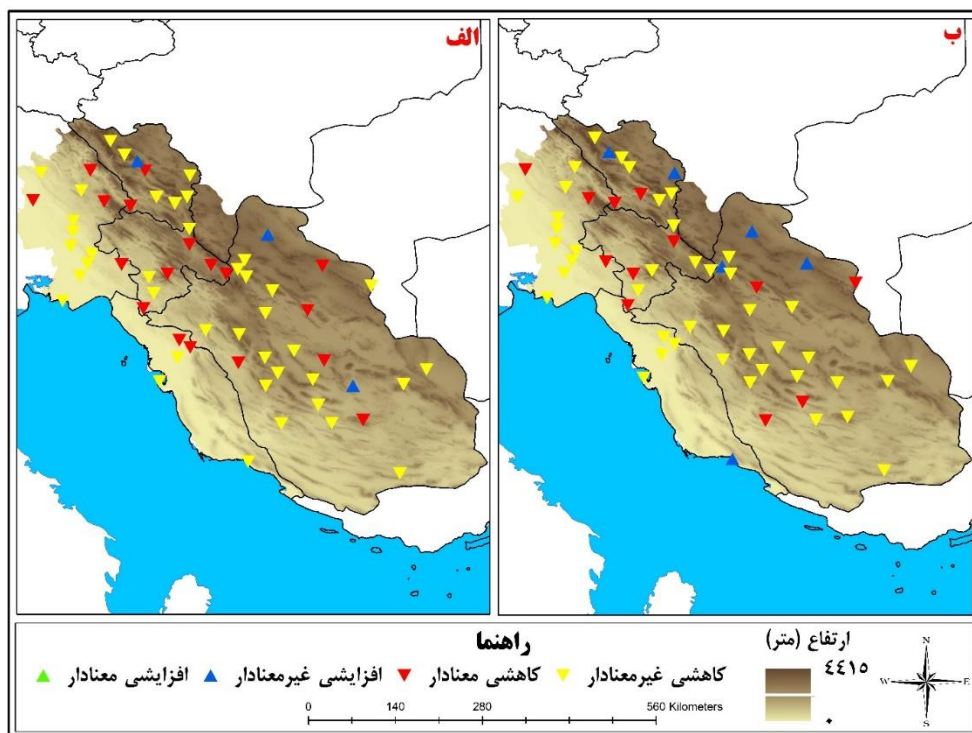 الف
ب
راهنما
افزایشی معنادار
افزایشی غیرمعنادار
کاهشی معنادار
کاهشی غیرمعنادار
ارتفاع (متر)
٤٤١٥
٠
0 140 280 560 Kilometers
N
W E
S